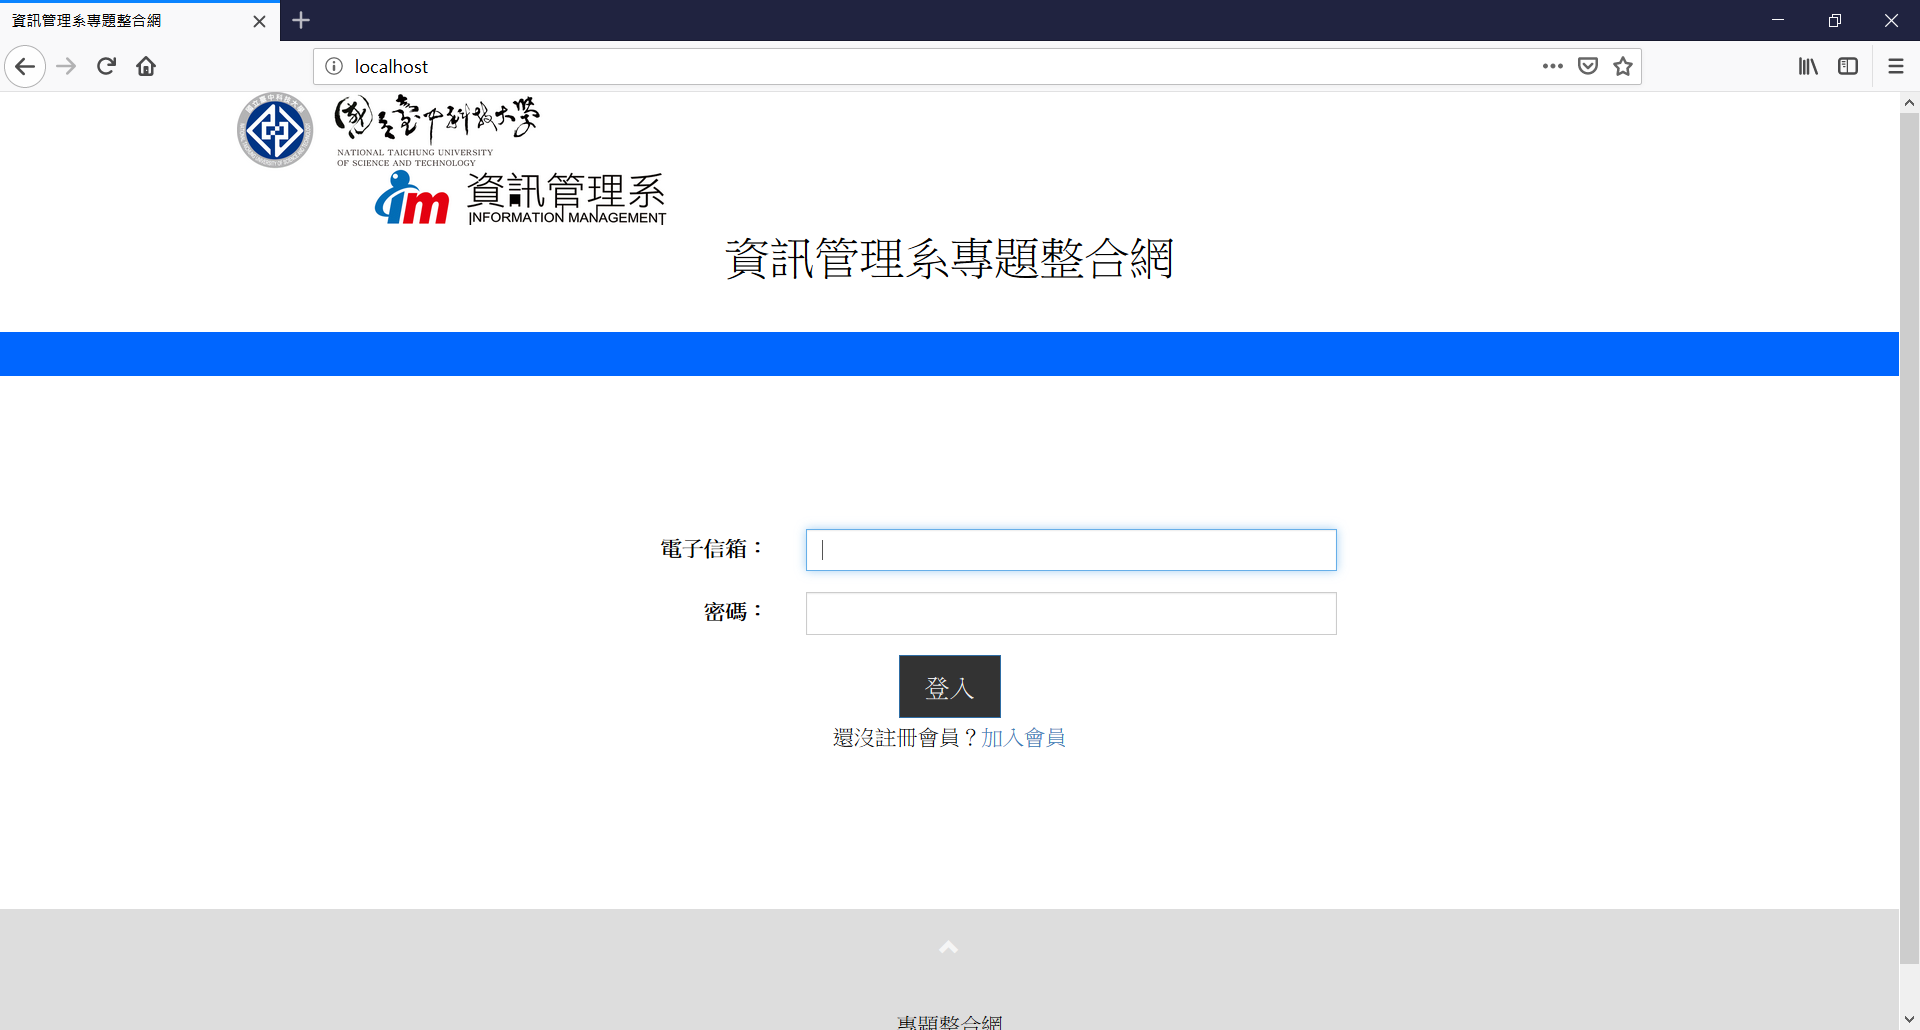 資訊管理系專題整合網
localhost
國立臺中科技大學
NATIONAL TAICHUNG UNIVERSITY
OF SCIENCE AND TECHNOLOGY
im 資訊管理系
INFORMATION MANAGEMENT
資訊管理系專題整合網
電子信箱：
密碼：
登入
還沒註冊會員？加入會員
專題整合網